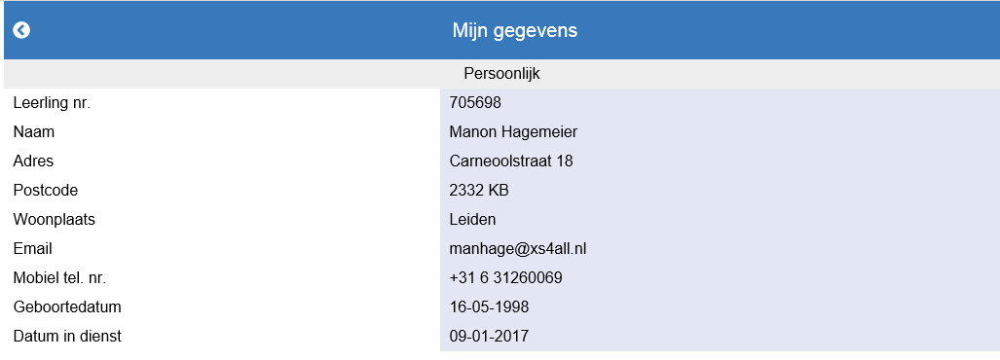 Mijn gegevens
Persoonlijk
Leerling nr. 705698
Naam Manon Hagemeier
Adres Carneoolstraat 18
Postcode 2332 KB
Woonplaats Leiden
Email manhage@xs4all.nl
Mobiel tel. nr. +31 6 31260069
Geboortedatum 16-05-1998
Datum in dienst 09-01-2017